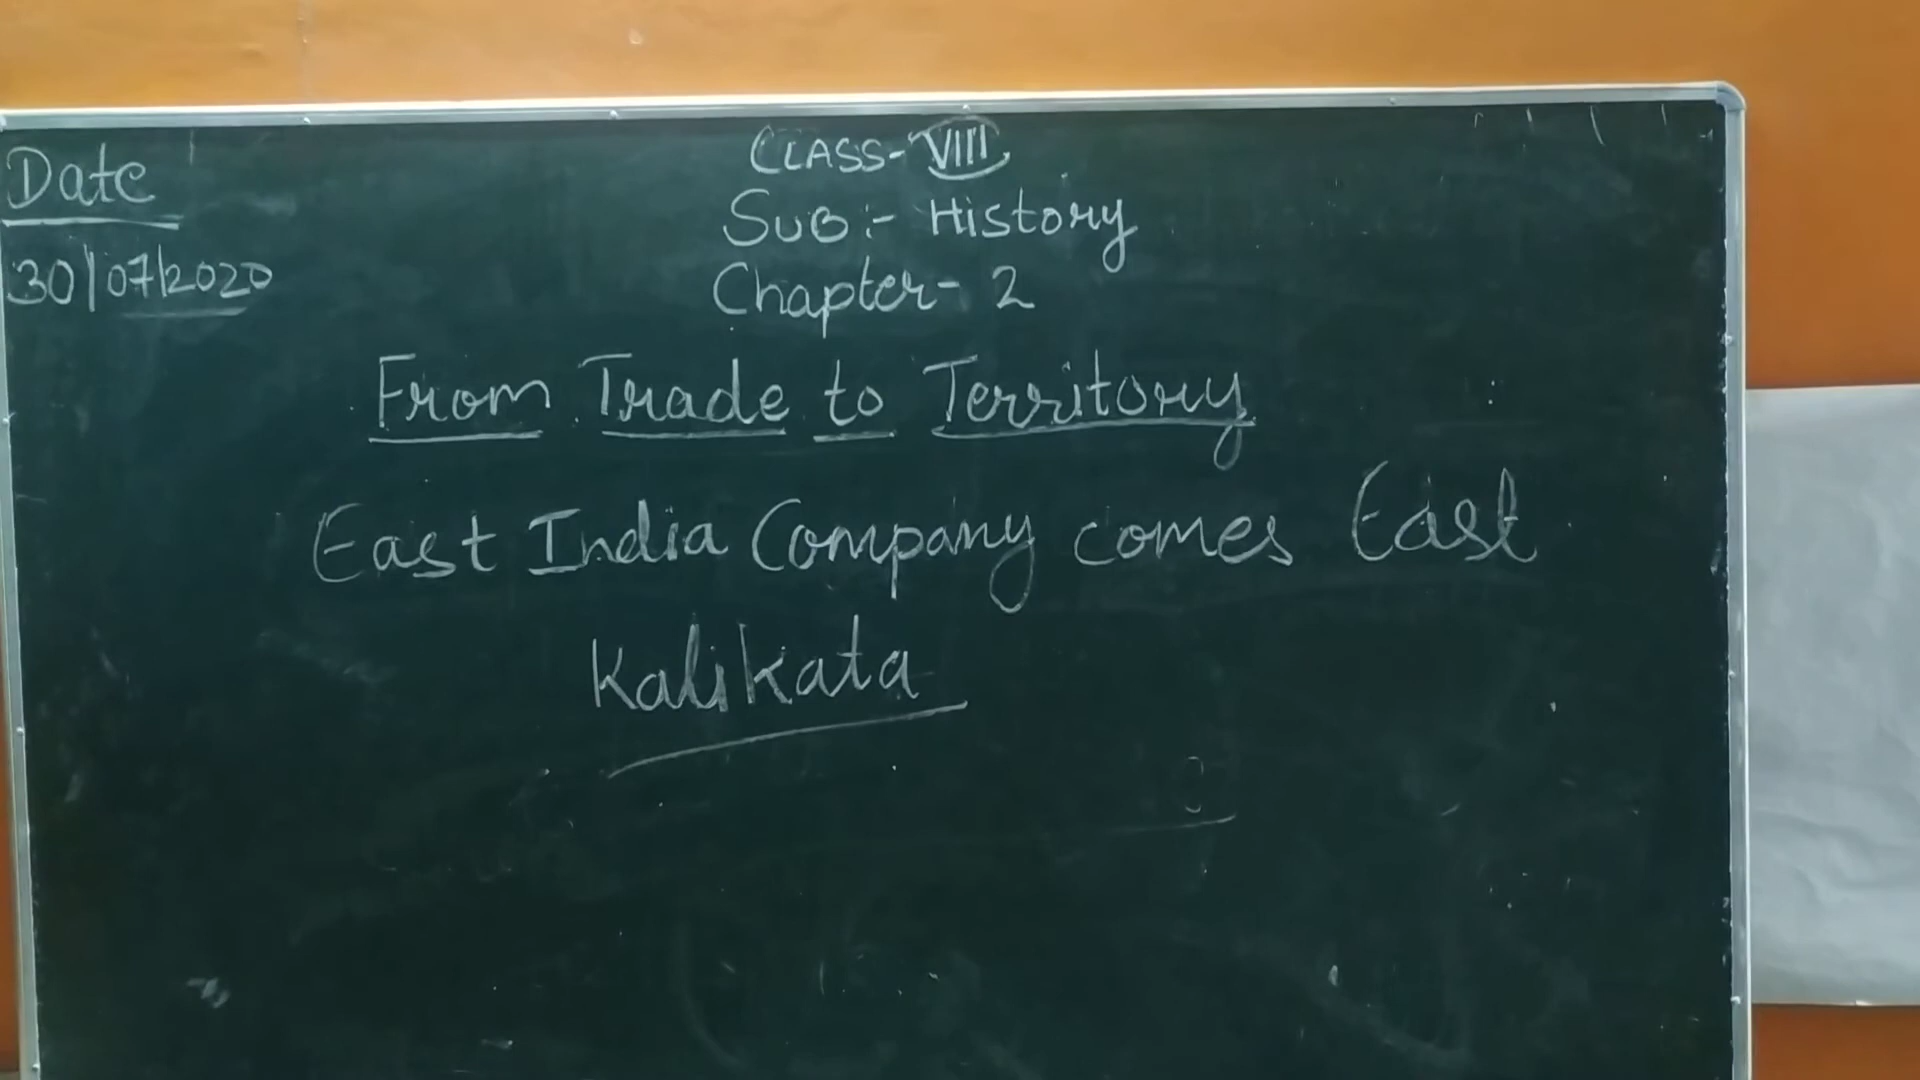 Date
30/07/2020
CLASS-VIII
SUB:- History
Chapter- 2
From Trade to Territory
East India Company comes East
Kalikata